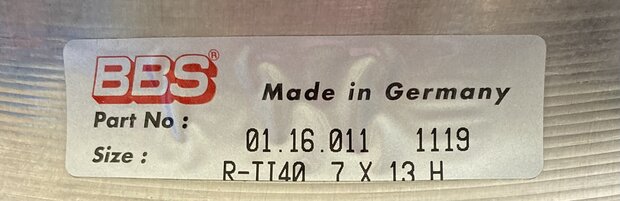 BBS® Made in Germany
Part No : 01.16.011 1119
Size : R-TI40 7 X 13 H